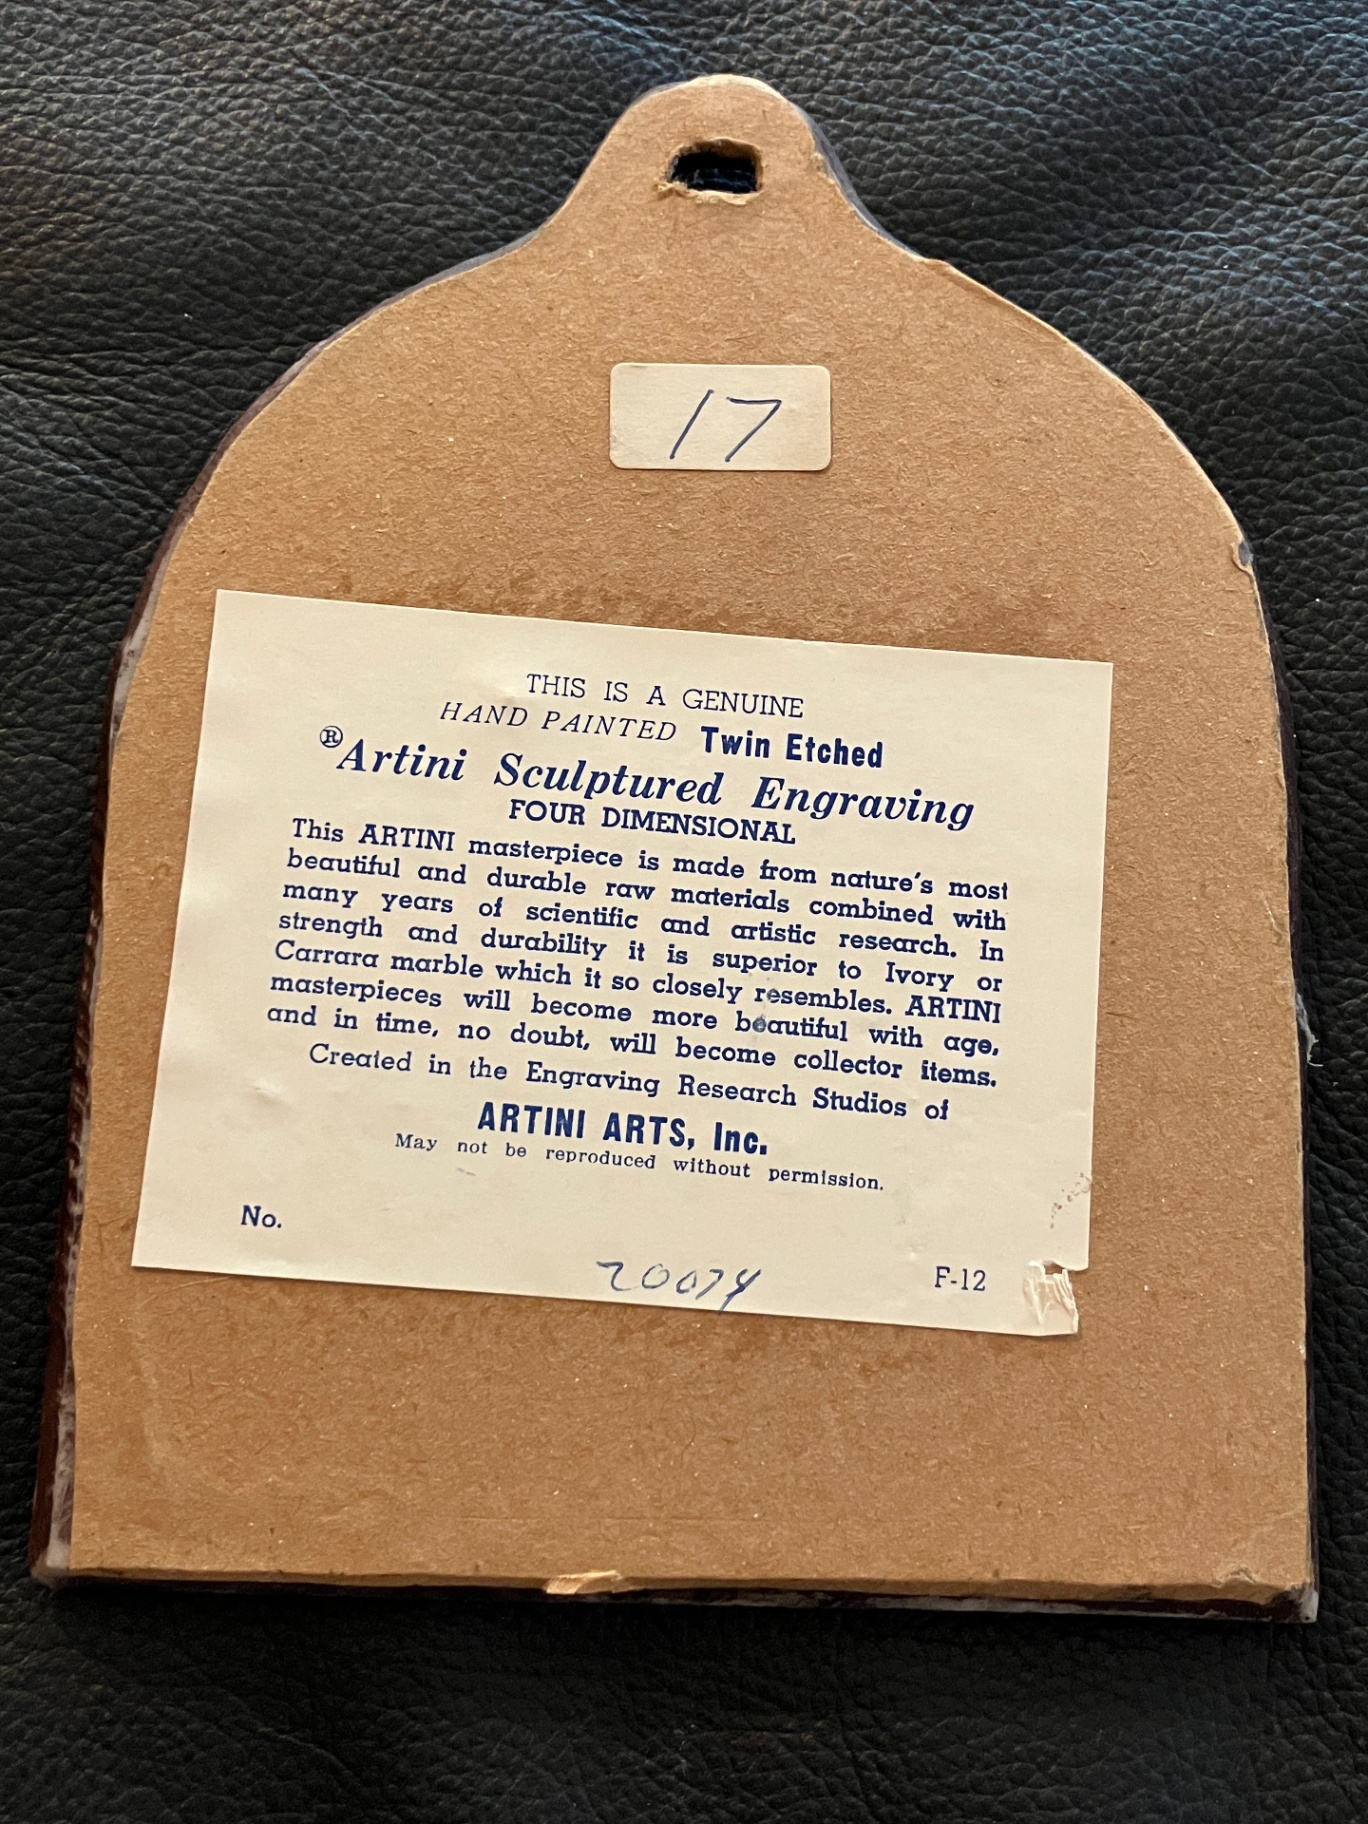 17
THIS IS A GENUINE
HAND PAINTED Twin Etched
®Artini Sculptured Engraving
FOUR DIMENSIONAL
This ARTINI masterpiece is made from nature's most
beautiful and durable raw materials combined with
many years of scientific and artistic research. In
strength and durability it is superior to Ivory or
Carrara marble which it so closely resembles. ARTINI
masterpieces will become more beautiful with age,
and in time, no doubt, will become collector items.
Created in the Engraving Research Studios of
ARTINI ARTS, Inc.
May not be reproduced without permission.
No.
20074 F-12